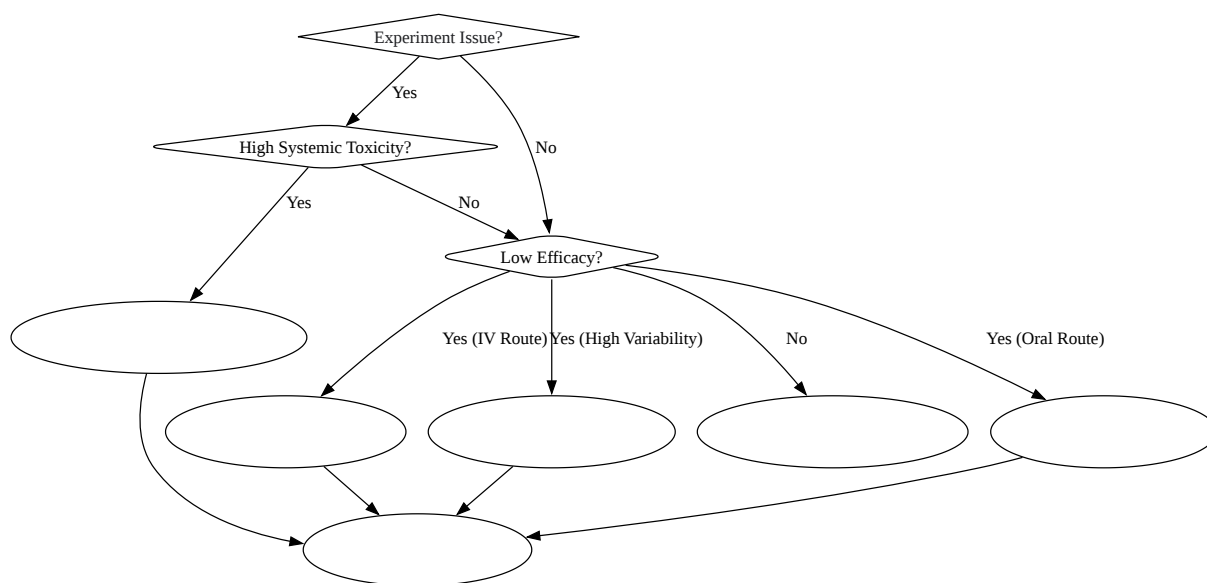 Experiment Issue?
Yes
No
High Systemic Toxicity?
Yes
No
Low Efficacy?
Yes (IV Route)
Yes (High Variability)
No
Yes (Oral Route)